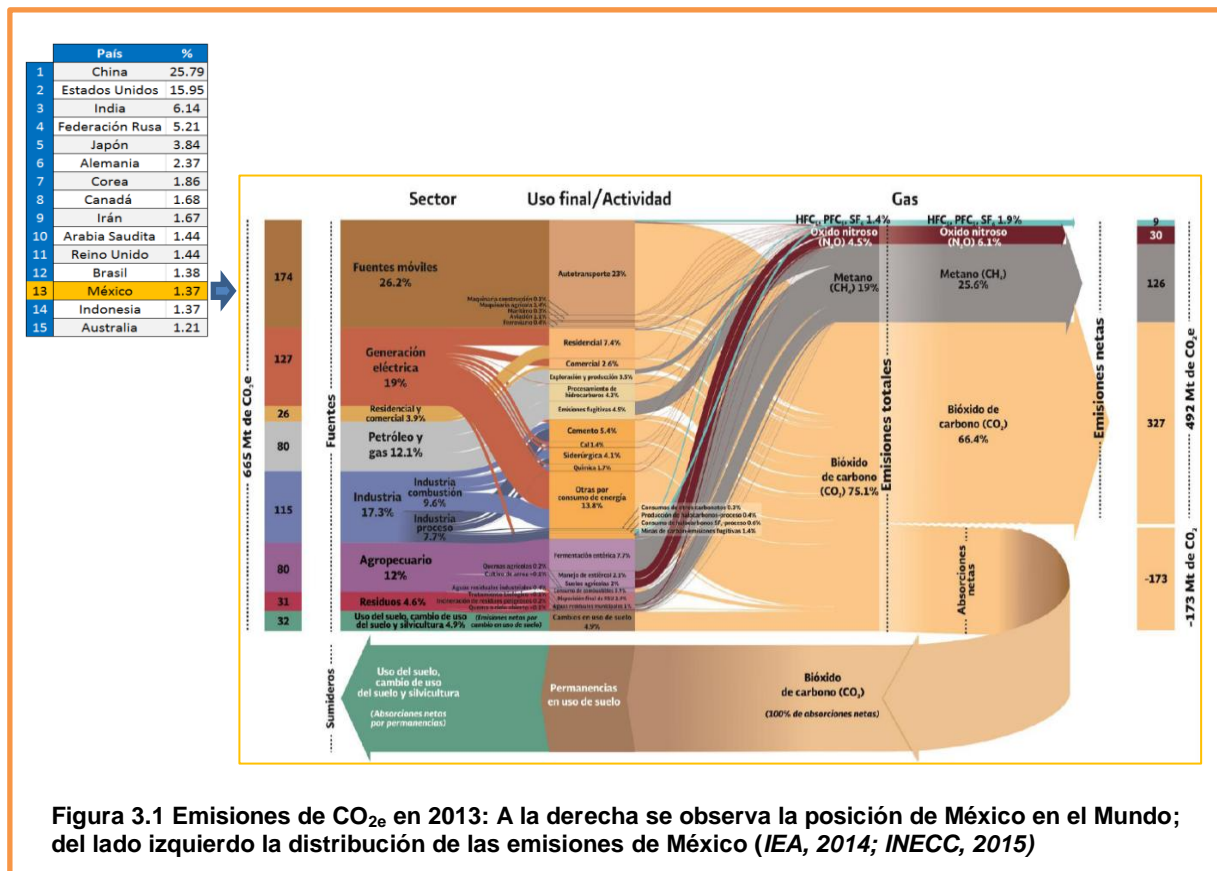 País %
1 China 25.79
2 Estados Unidos 15.95
3 India 6.14
4 Federación Rusa 5.21
5 Japón 3.84
6 Alemania 2.37
7 Corea 1.86
8 Canadá 1.68
9 Irán 1.67
10 Arabia Saudita 1.44
11 Reino Unido 1.44
12 Brasil 1.38
13 México 1.37
14 Indonesia 1.37
15 Australia 1.21
Sector
Uso final/Actividad
Gas
665 Mt de CO₂e
174
127
26
80
115
80
31
32
Fuentes
Fuentes móviles
26.2%
Generación
eléctrica
19%
Residencial y
comercial 3.9%
Petróleo y
gas 12.1%
Industria
17.3%
Industria
combustión
9.6%
Industria
proceso
7.7%
Agropecuario
12%
Residuos 4.6%
Uso del suelo, cambio de uso
del suelo y silvicultura 4.9%
(Emisiones netas por
cambio en uso de suelo)
Autotransporte 23%
Maquinaria agrícola 1.4%
Residencial 7.4%
Comercial 2.6%
Exploración y producción
Procesamiento de
hidrocarburos
Emisiones fugitivas 4.5%
Cemento 5.4%
Cal 1.4%
Siderúrgica 4.1%
Química 1.7%
Otras por
consumo de energía
13.8%
Fermentación entérica 7.7%
Cambios en uso de suelo
4.9%
HFC, PFC, SF₆ 1.4%
Óxido nitroso
(N₂O) 4.5%
Metano
(CH₄) 19%
Bióxido
de carbono
(CO₂) 75.1%
Emisiones totales
HFC, PFC, SF₆ 1.9%
Óxido nitroso
(N₂O) 6.1%
Metano (CH₄)
25.6%
Bióxido de
carbono (CO₂)
66.4%
Absorciones
netas
Emisiones netas
9
30
126
327
-173
492 Mt de CO₂e
-173 Mt de CO₂
Sumideros
Uso del suelo,
cambio de uso
del suelo y silvicultura
(Absorciones netas
por permanencias)
Permanencias
en uso de suelo
Bióxido
de carbono (CO₂)
(100% de absorciones netas)
Figura 3.1 Emisiones de CO₂e en 2013: A la derecha se observa la posición de México en el Mundo;
del lado izquierdo la distribución de las emisiones de México (IEA, 2014; INECC, 2015)